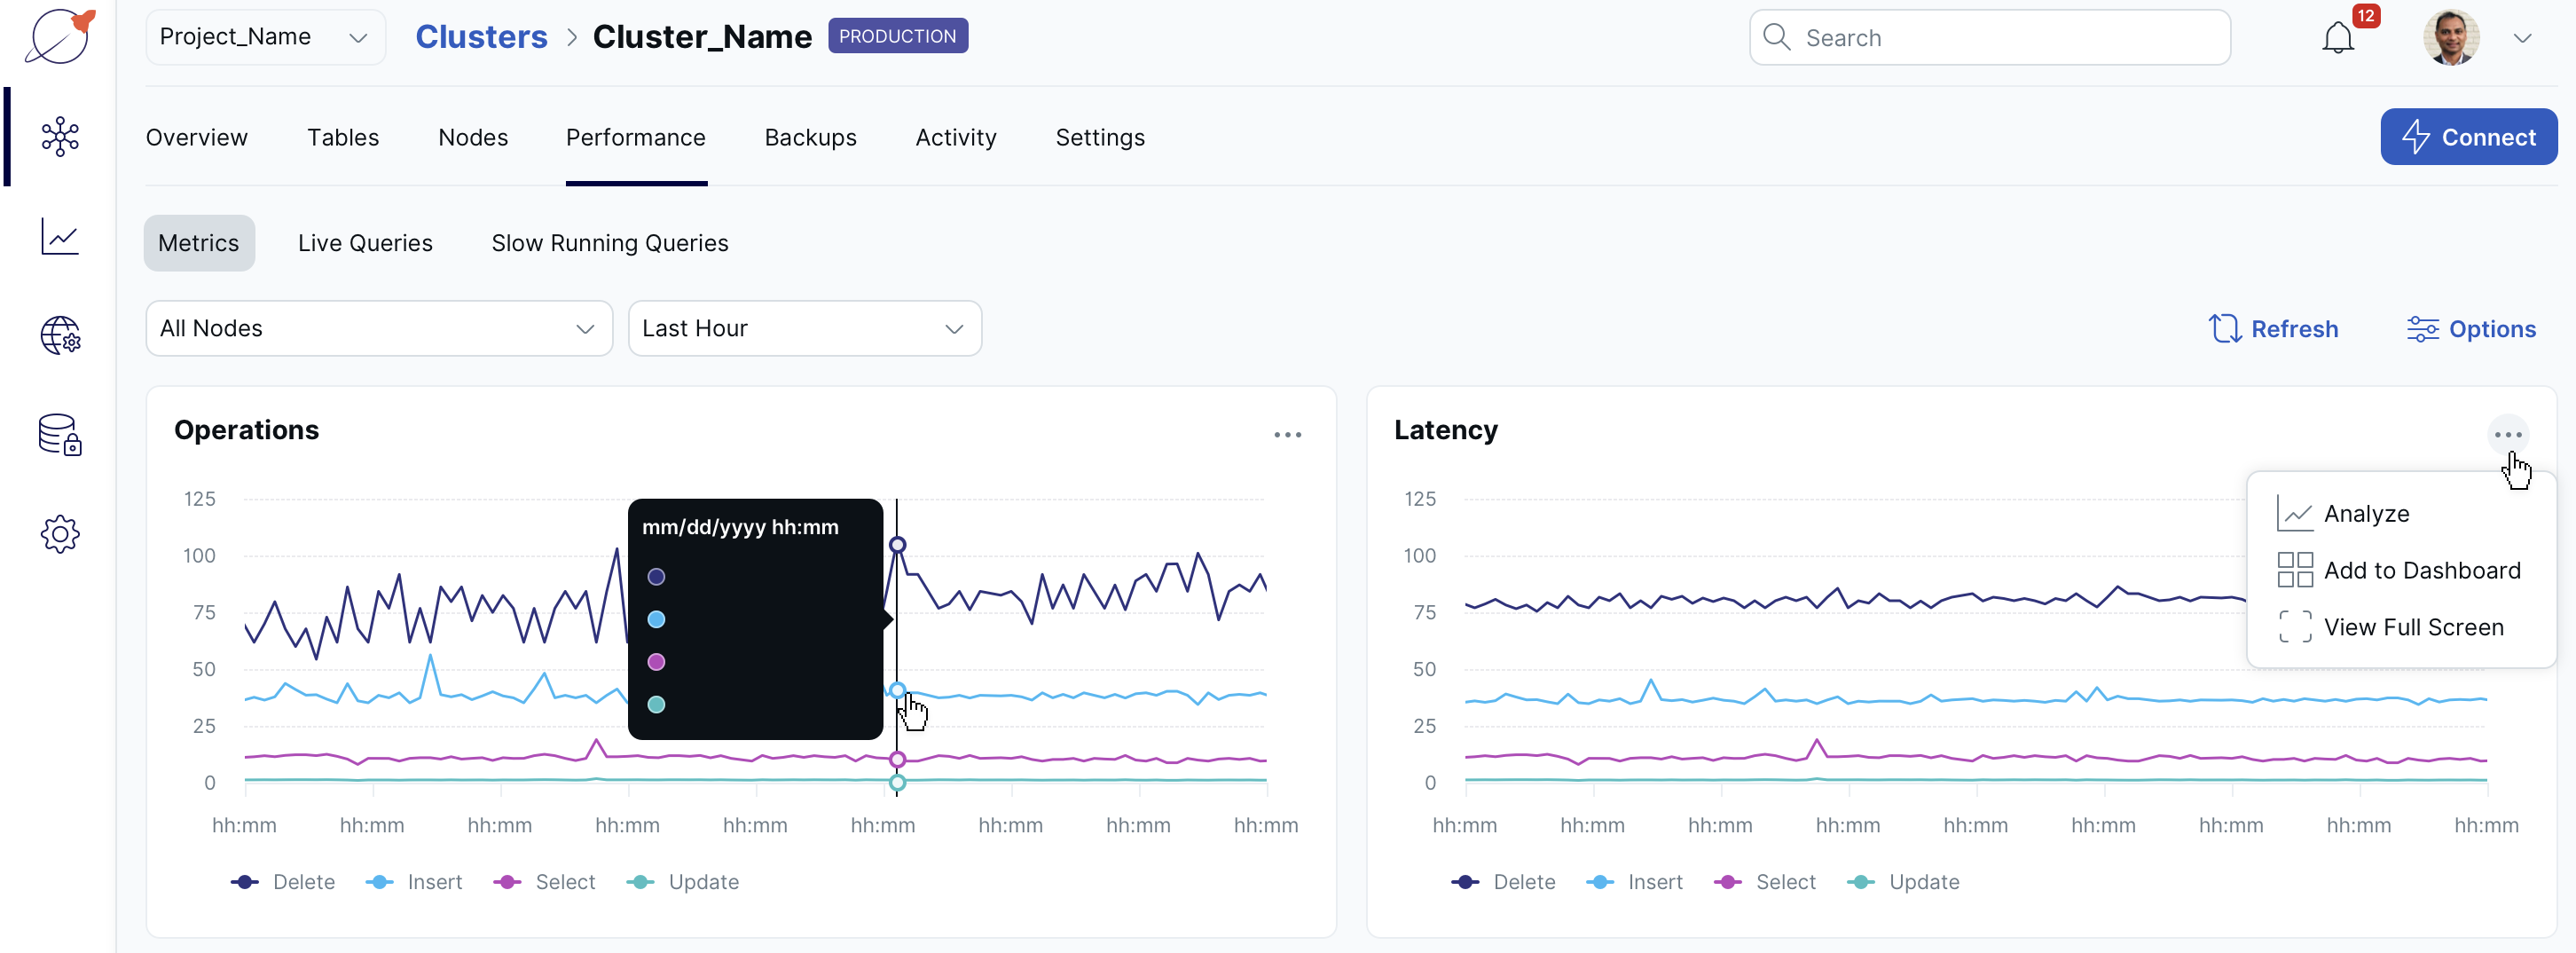 Project_Name
Clusters > Cluster_Name PRODUCTION
Search
12
Overview Tables Nodes Performance Backups Activity Settings
Connect
Metrics Live Queries Slow Running Queries
All Nodes Last Hour
Refresh Options
Operations
125
100
75
50
25
0
mm/dd/yyyy hh:mm
hh:mm hh:mm hh:mm hh:mm hh:mm hh:mm hh:mm hh:mm hh:mm
Delete Insert Select Update
Latency
Analyze
Add to Dashboard
View Full Screen
125
100
75
50
25
0
hh:mm hh:mm hh:mm hh:mm hh:mm hh:mm hh:mm hh:mm hh:mm
Delete Insert Select Update